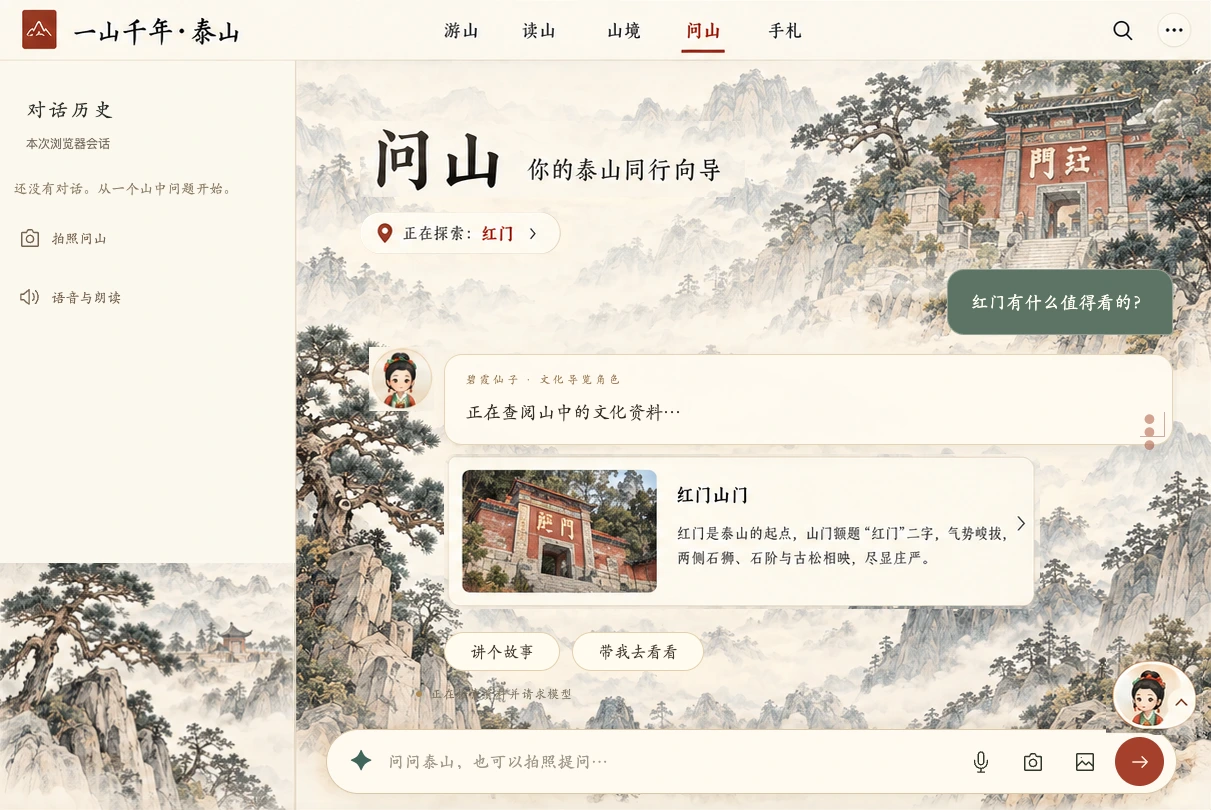 一山千年·泰山
游山
读山
山境
问山
手札
对话历史
本次浏览器会话
还没有对话。从一个山中问题开始。
拍照问山
语音与朗读
问山
你的泰山同行向导
正在探索：红门
門红
红门有什么值得看的?
碧霞仙子 · 文化导览角色
正在查阅山中的文化资料…
红门山门
红门是泰山的起点，山门额题“红门”二字，气势峻拔，
两侧石狮、石阶与古松相映，尽显庄严。
讲个故事
带我去看看
正在
并请求模型
问问泰山，也可以拍照提问…